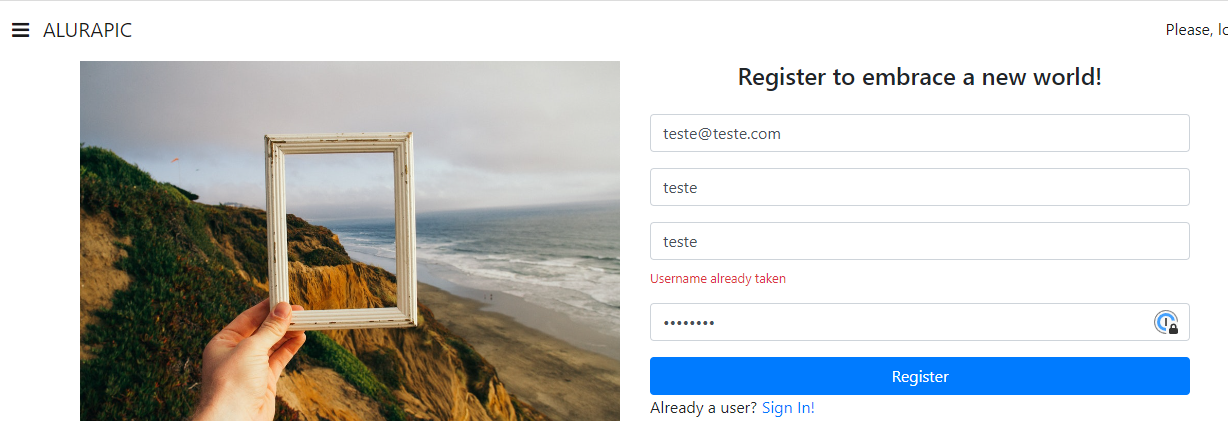 ALURAPIC
Please, lo
Register to embrace a new world!
teste@teste.com
teste
teste
Username already taken
••••••••
Register
Already a user? Sign In!